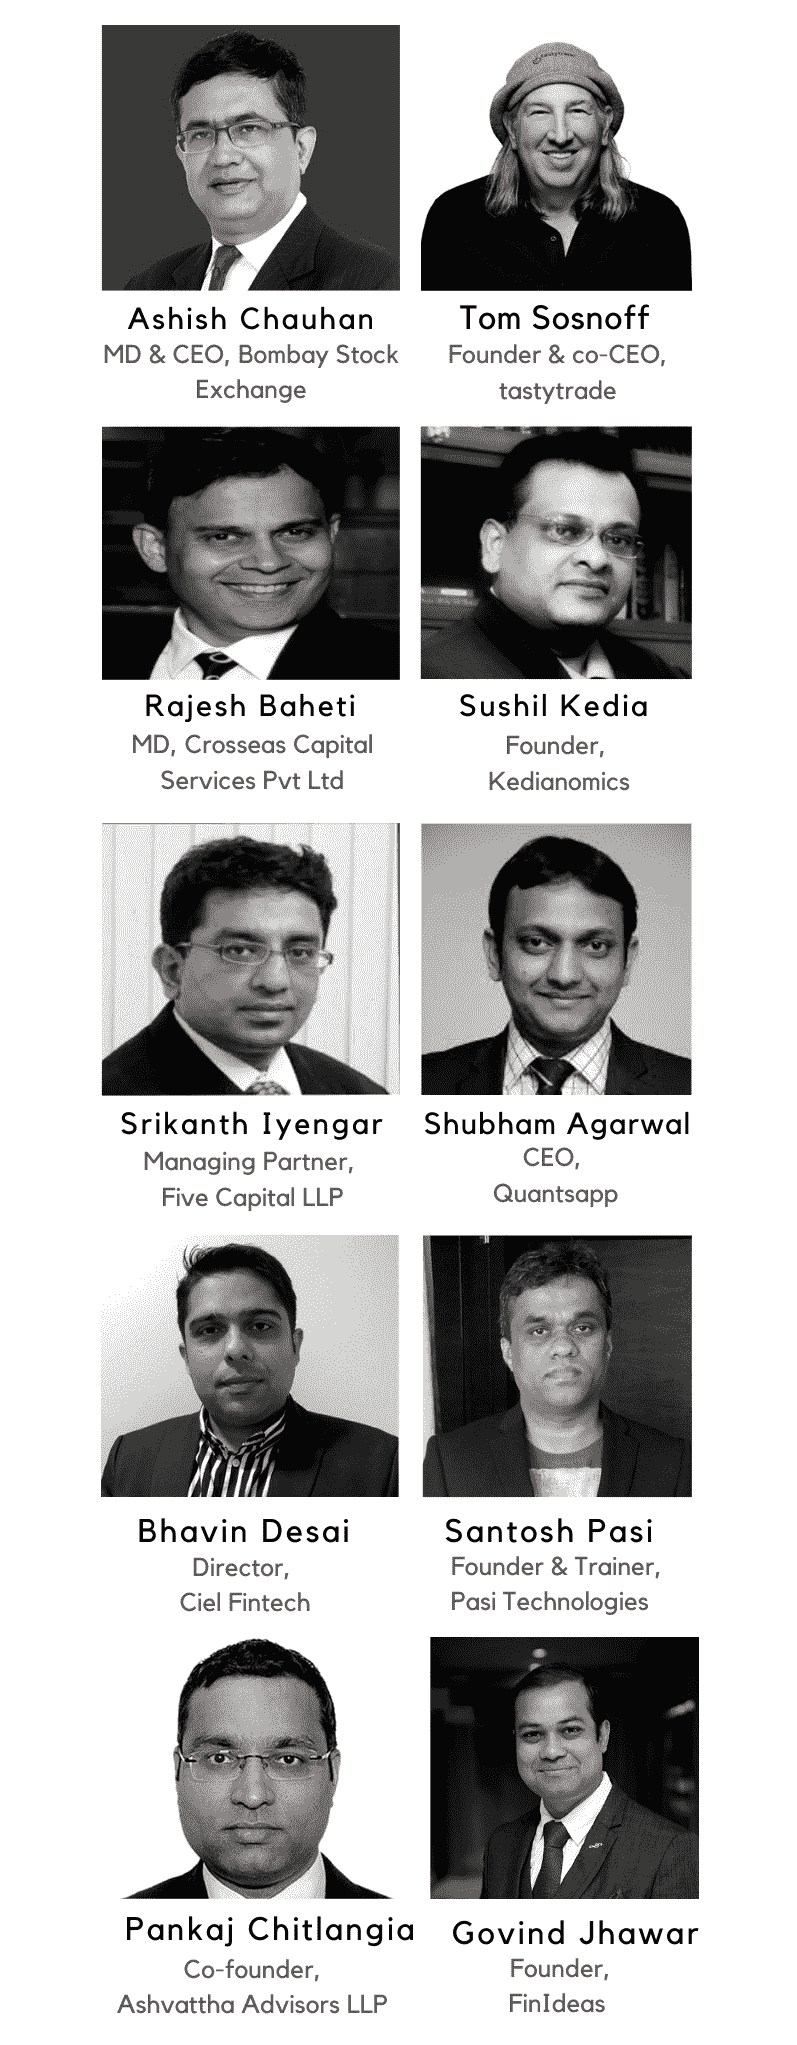 Ashish Chauhan
MD & CEO, Bombay Stock
Exchange
Tom Sosnoff
Founder & co-CEO,
tastytrade
Rajesh Baheti
MD, Crosseas Capital
Services Pvt Ltd
Sushil Kedia
Founder,
Kedianomics
Srikanth Iyengar
Managing Partner,
Five Capital LLP
Shubham Agarwal
CEO,
Quantsapp
Bhavin Desai
Director,
Ciel Fintech
Santosh Pasi
Founder & Trainer,
Pasi Technologies
Pankaj Chitlangia
Co-founder,
Ashvattha Advisors LLP
Govind Jhawar
Founder,
FinIdeas